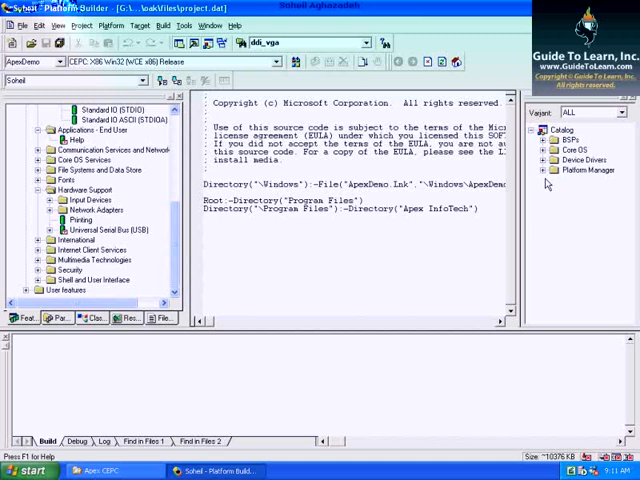 Soheil Aghazadeh
Soheil - Platform Builder - [G:\...\oak\files\project.dat]
File Edit View Project Platform Target Build Tools Window Help
ddi_vga
ApexDemo
CEPC: X86 Win32 (WCE x86) Release
Soheil
Guide To Learn, Inc.
www.GuideToLearn.com
Standard IO (STDIO)
Standard IO ASCII (STDIOA)
Applications - End User
Help
Communication Services and Network
Core OS Services
File Systems and Data Store
Fonts
Hardware Support
Input Devices
Network Adapters
Printing
Universal Serial Bus (USB)
International
Internet Client Services
Multimedia Technologies
Security
Shell and User Interface
User features
Feat...
Par...
Clas...
Res...
File...
Copyright (c) Microsoft Corporation. All rights reserved.
Use of this source code is subject to the terms of the Micr
license agreement (EULA) under which you licensed this SOFT
If you did not accept the terms of the EULA, you are not au
this source code. For a copy of the EULA, please see the LI
install media.
Directory("\Windows"):-File("ApexDemo.Lnk","\Windows\ApexDemo
Root:-Directory("Program Files")
Directory("\Program Files"):-Directory("Apex InfoTech")
Variant: ALL
Catalog
BSPs
Core OS
Device Drivers
Platform Manager
Build Debug Log Find in Files 1 Find in Files 2
Press F1 for Help
Size: ~10376 KB
start
Apex CEPC
Soheil - Platform Build...
9:11 AM